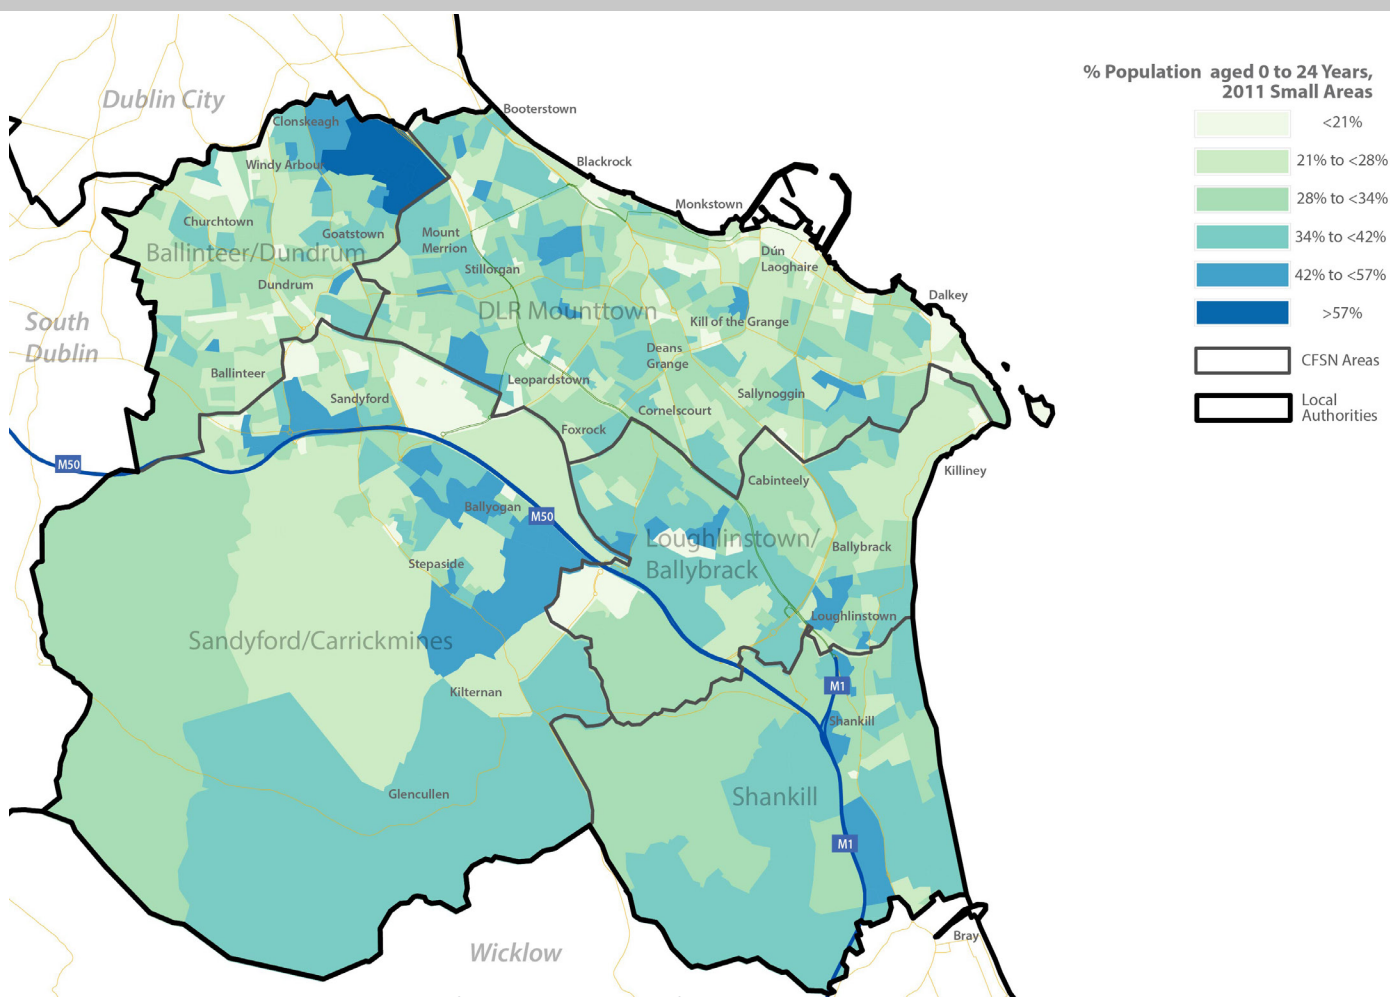 % Population aged 0 to 24 Years,
2011 Small Areas
<21%
21% to <28%
28% to <34%
34% to <42%
42% to <57%
>57%
CFSN Areas
Local
Authorities
Dublin City
Booterstown
Clonskeagh
Windy Arbour
Blackrock
Monkstown
Churchtown
Goatstown
Mount
Merrion
Ballinteer/Dundrum
Dún
Laoghaire
Stillorgan
Dundrum
Dalkey
DLR Mounttown
Kill of the Grange
South
Dublin
Deans
Grange
Ballinteer
Leopardstown
Sandyford
Sallynoggin
Cornelscourt
Foxrock
M50
Killiney
Cabinteely
Ballyogan
M50
Loughlinstown/
Ballybrack
Ballybrack
Stepaside
Loughlinstown
Sandyford/Carrickmines
M1
Kilternan
Shankill
Glencullen
Shankill
M1
Bray
Wicklow